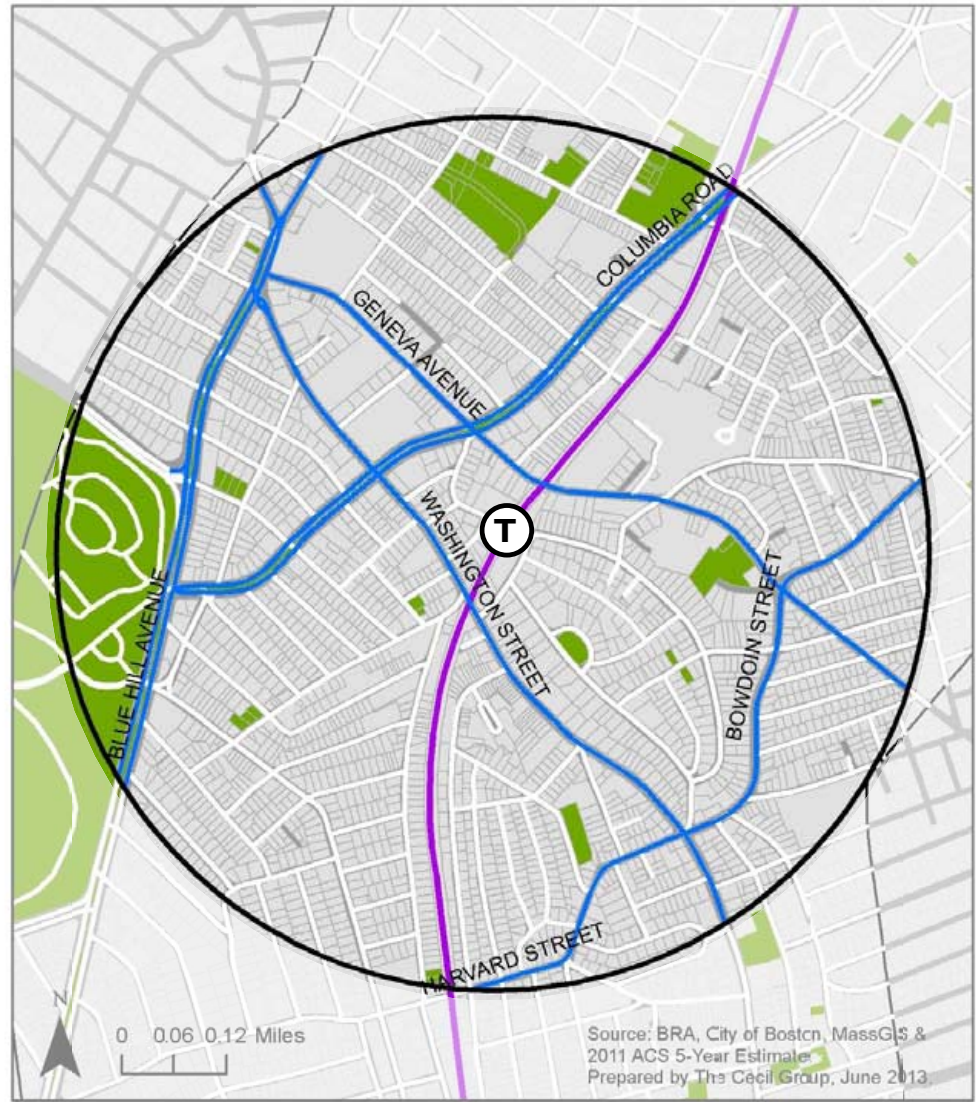 COLUMBIA ROAD
GENEVA AVENUE
WASHINGTON STREET
T
BLUE HILL AVENUE
BOWDOIN STREET
HARVARD STREET
N
0 0.06 0.12 Miles
Source: BRA, City of Boston, MassGIS &
2011 ACS 5-Year Estimate
Prepared by The Cecil Group, June 2013.